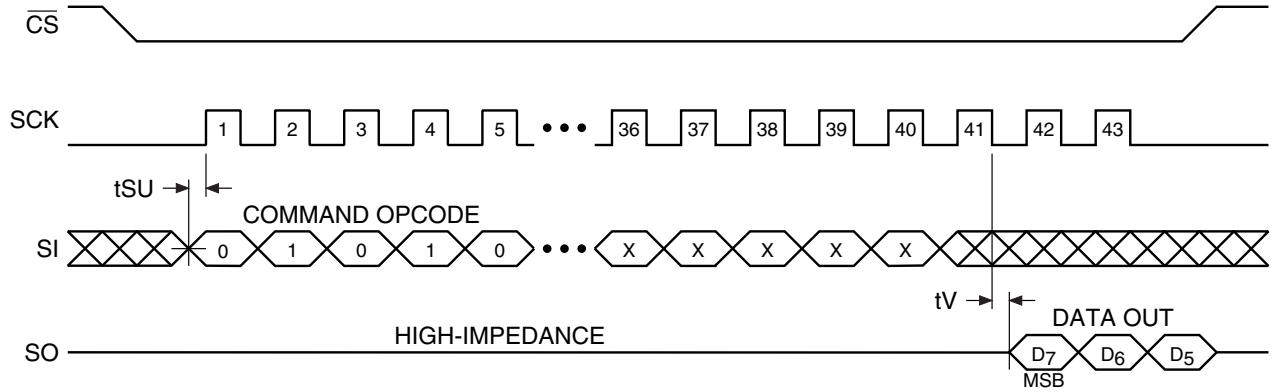 CS
SCK 1 2 3 4 5 ••• 36 37 38 39 40 41 42 43
tSU
COMMAND OPCODE
SI 0 1 0 1 0 ••• X X X X X
tV
DATA OUT
HIGH-IMPEDANCE
SO D7 D6 D5
MSB